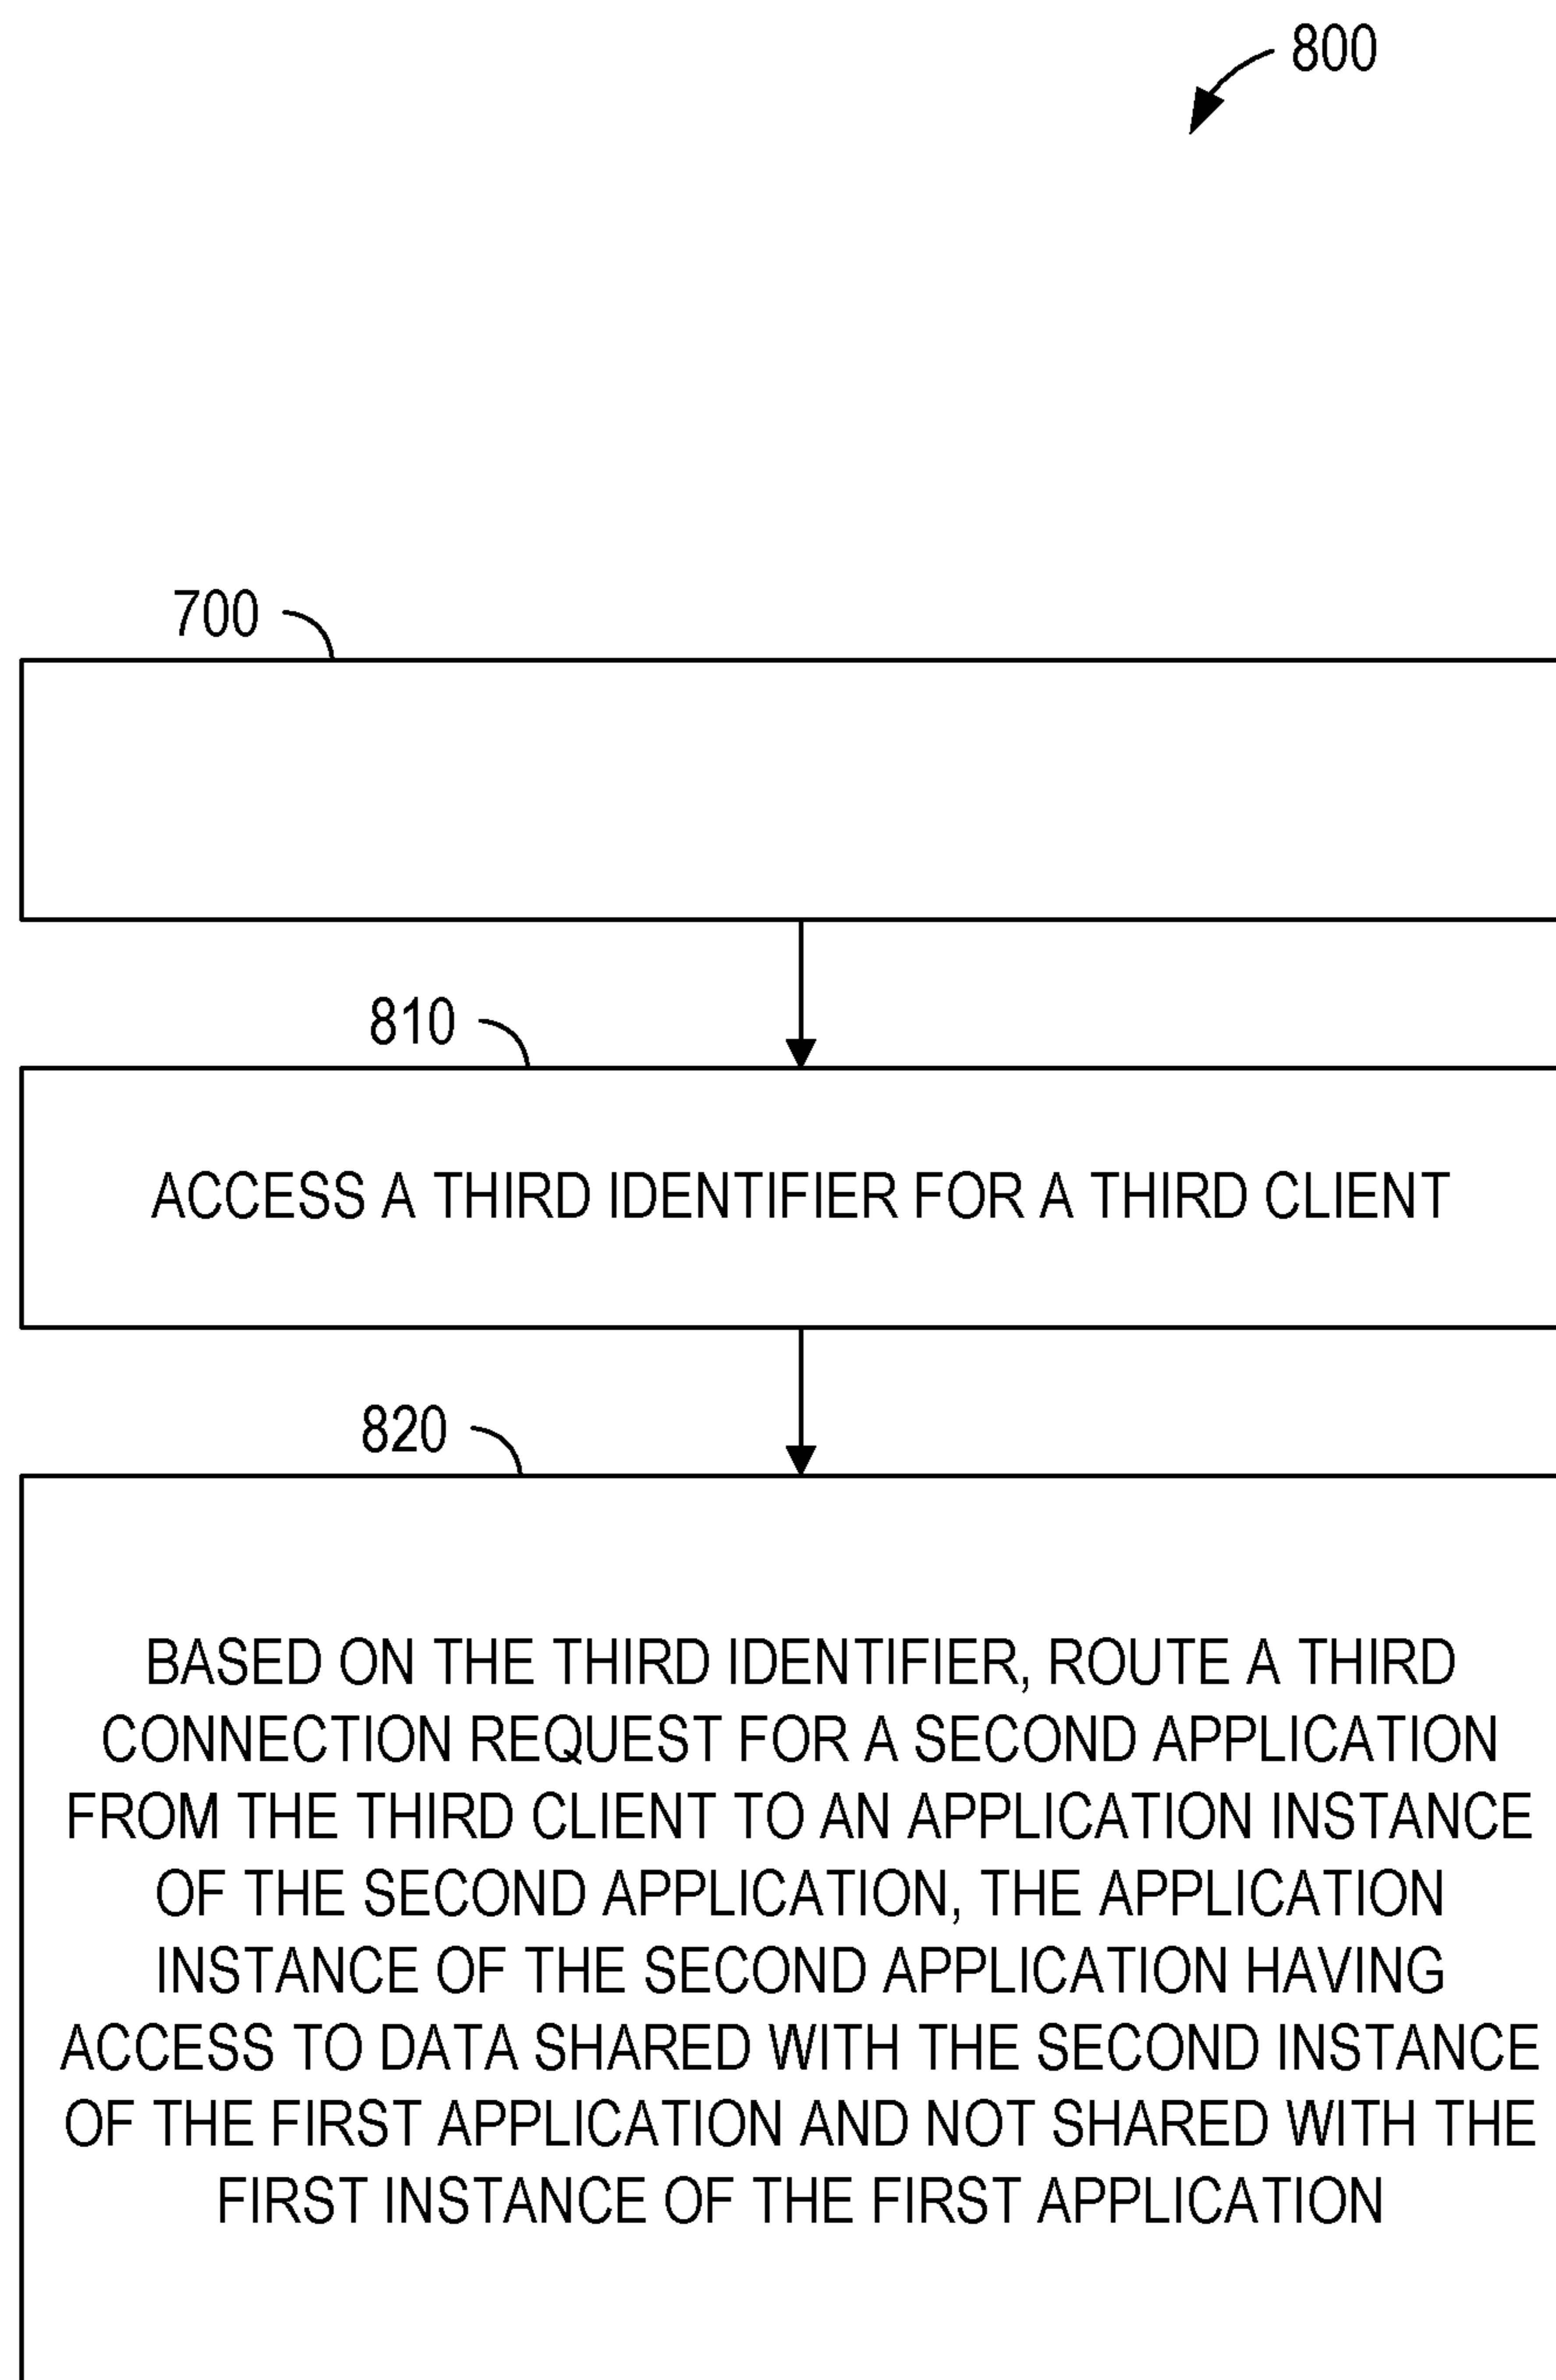 800
700
810
ACCESS A THIRD IDENTIFIER FOR A THIRD CLIENT
820
BASED ON THE THIRD IDENTIFIER, ROUTE A THIRD
CONNECTION REQUEST FOR A SECOND APPLICATION
FROM THE THIRD CLIENT TO AN APPLICATION INSTANCE
OF THE SECOND APPLICATION, THE APPLICATION
INSTANCE OF THE SECOND APPLICATION HAVING
ACCESS TO DATA SHARED WITH THE SECOND INSTANCE
OF THE FIRST APPLICATION AND NOT SHARED WITH THE
FIRST INSTANCE OF THE FIRST APPLICATION